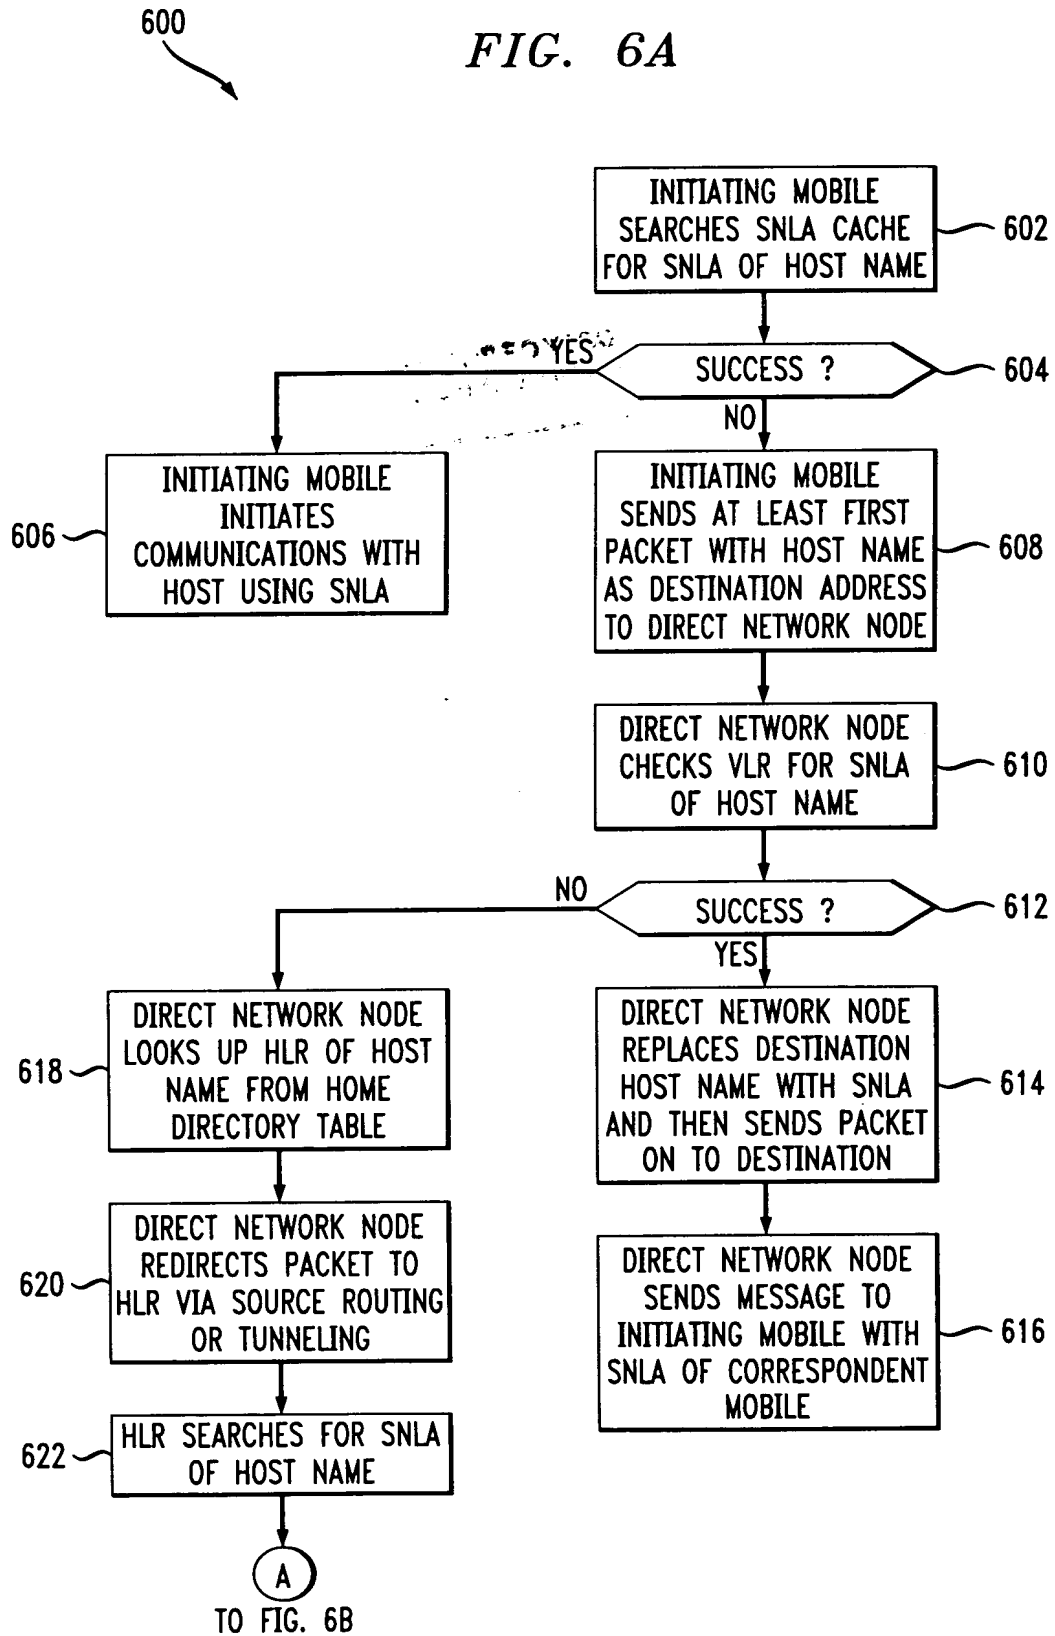 600
FIG. 6A
INITIATING MOBILE
SEARCHES SNLA CACHE
FOR SNLA OF HOST NAME
602
YES
SUCCESS ?
604
NO
INITIATING MOBILE
INITIATES
COMMUNICATIONS WITH
HOST USING SNLA
606
INITIATING MOBILE
SENDS AT LEAST FIRST
PACKET WITH HOST NAME
AS DESTINATION ADDRESS
TO DIRECT NETWORK NODE
608
DIRECT NETWORK NODE
CHECKS VLR FOR SNLA
OF HOST NAME
610
NO
SUCCESS ?
612
YES
DIRECT NETWORK NODE
LOOKS UP HLR OF HOST
NAME FROM HOME
DIRECTORY TABLE
618
DIRECT NETWORK NODE
REPLACES DESTINATION
HOST NAME WITH SNLA
AND THEN SENDS PACKET
ON TO DESTINATION
614
DIRECT NETWORK NODE
REDIRECTS PACKET TO
HLR VIA SOURCE ROUTING
OR TUNNELING
620
DIRECT NETWORK NODE
SENDS MESSAGE TO
INITIATING MOBILE WITH
SNLA OF CORRESPONDENT
MOBILE
616
HLR SEARCHES FOR SNLA
OF HOST NAME
622
A
TO FIG. 6B